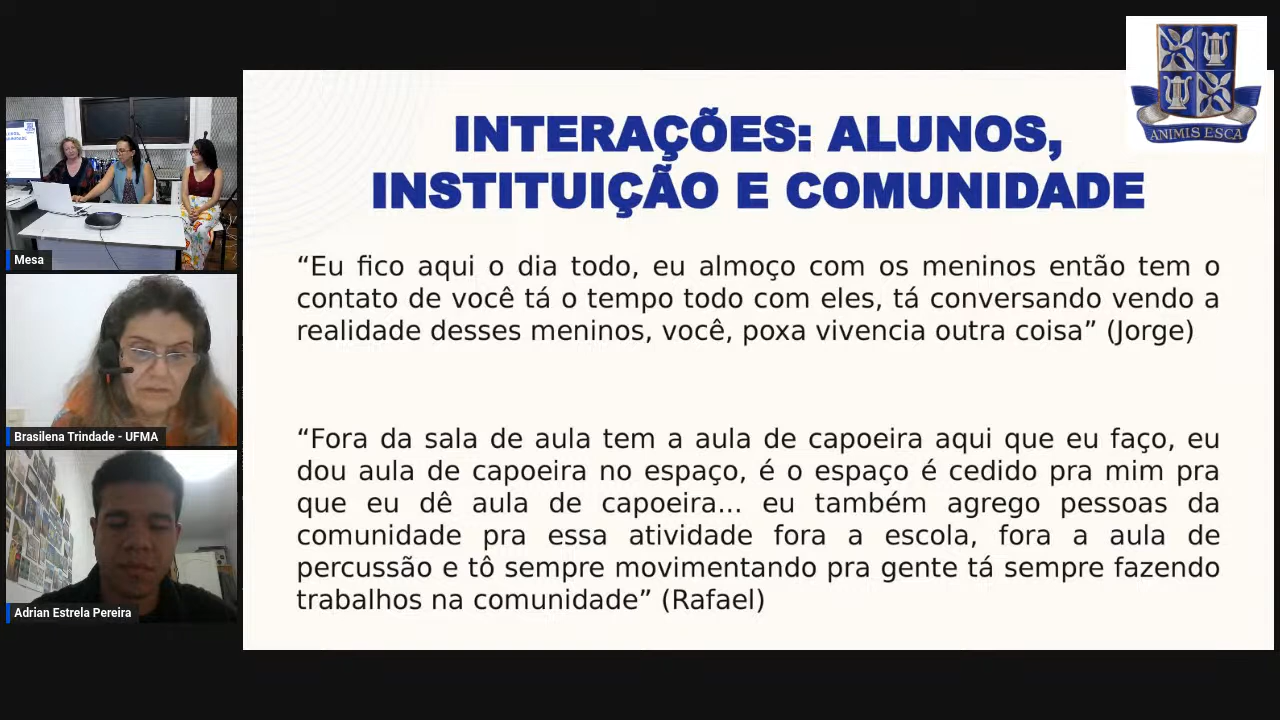 ANIMIS ESCA
INTERAÇÕES: ALUNOS,
INSTITUIÇÃO E COMUNIDADE
“Eu fico aqui o dia todo, eu almoço com os meninos então tem o
contato de você tá o tempo todo com eles, tá conversando vendo a
realidade desses meninos, você, poxa vivencia outra coisa” (Jorge)
“Fora da sala de aula tem a aula de capoeira aqui que eu faço, eu
dou aula de capoeira no espaço, é o espaço é cedido pra mim pra
que eu dê aula de capoeira... eu também agrego pessoas da
comunidade pra essa atividade fora a escola, fora a aula de
percussão e tô sempre movimentando pra gente tá sempre fazendo
trabalhos na comunidade” (Rafael)
Mesa
Brasilena Trindade - UFMA
Adrian Estrela Pereira